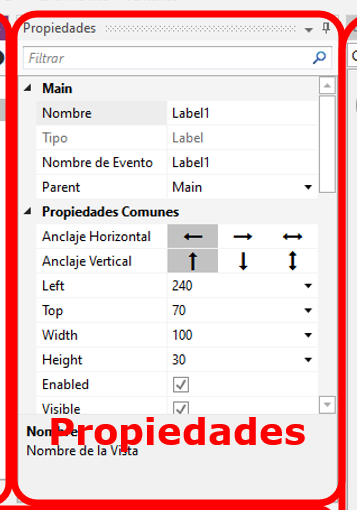 Propiedades
Filtrar
Main
Nombre Label1
Tipo Label
Nombre de Evento Label1
Parent Main
Propiedades Comunes
Anclaje Horizontal
Anclaje Vertical
Left 240
Top 70
Width 100
Height 30
Enabled
Visible
Propiedades
Nombre
Nombre de la Vista